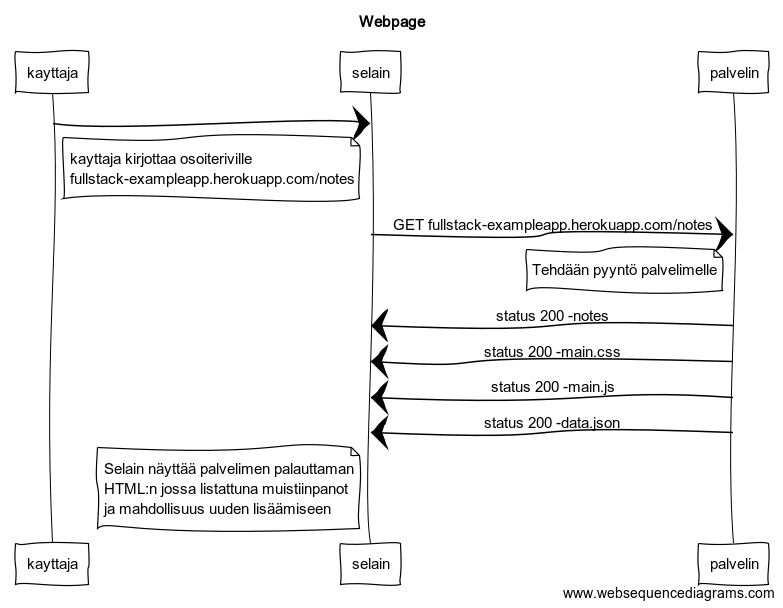 Webpage
kayttaja
selain
palvelin
kayttaja kirjottaa osoiteriville
fullstack-exampleapp.herokuapp.com/notes
GET fullstack-exampleapp.herokuapp.com/notes
Tehdään pyyntö palvelimelle
status 200 -notes
status 200 -main.css
status 200 -main.js
status 200 -data.json
Selain näyttää palvelimen palauttaman
HTML:n jossa listattuna muistiinpanot
ja mahdollisuus uuden lisäämiseen
kayttaja
selain
palvelin
www.websequencediagrams.com